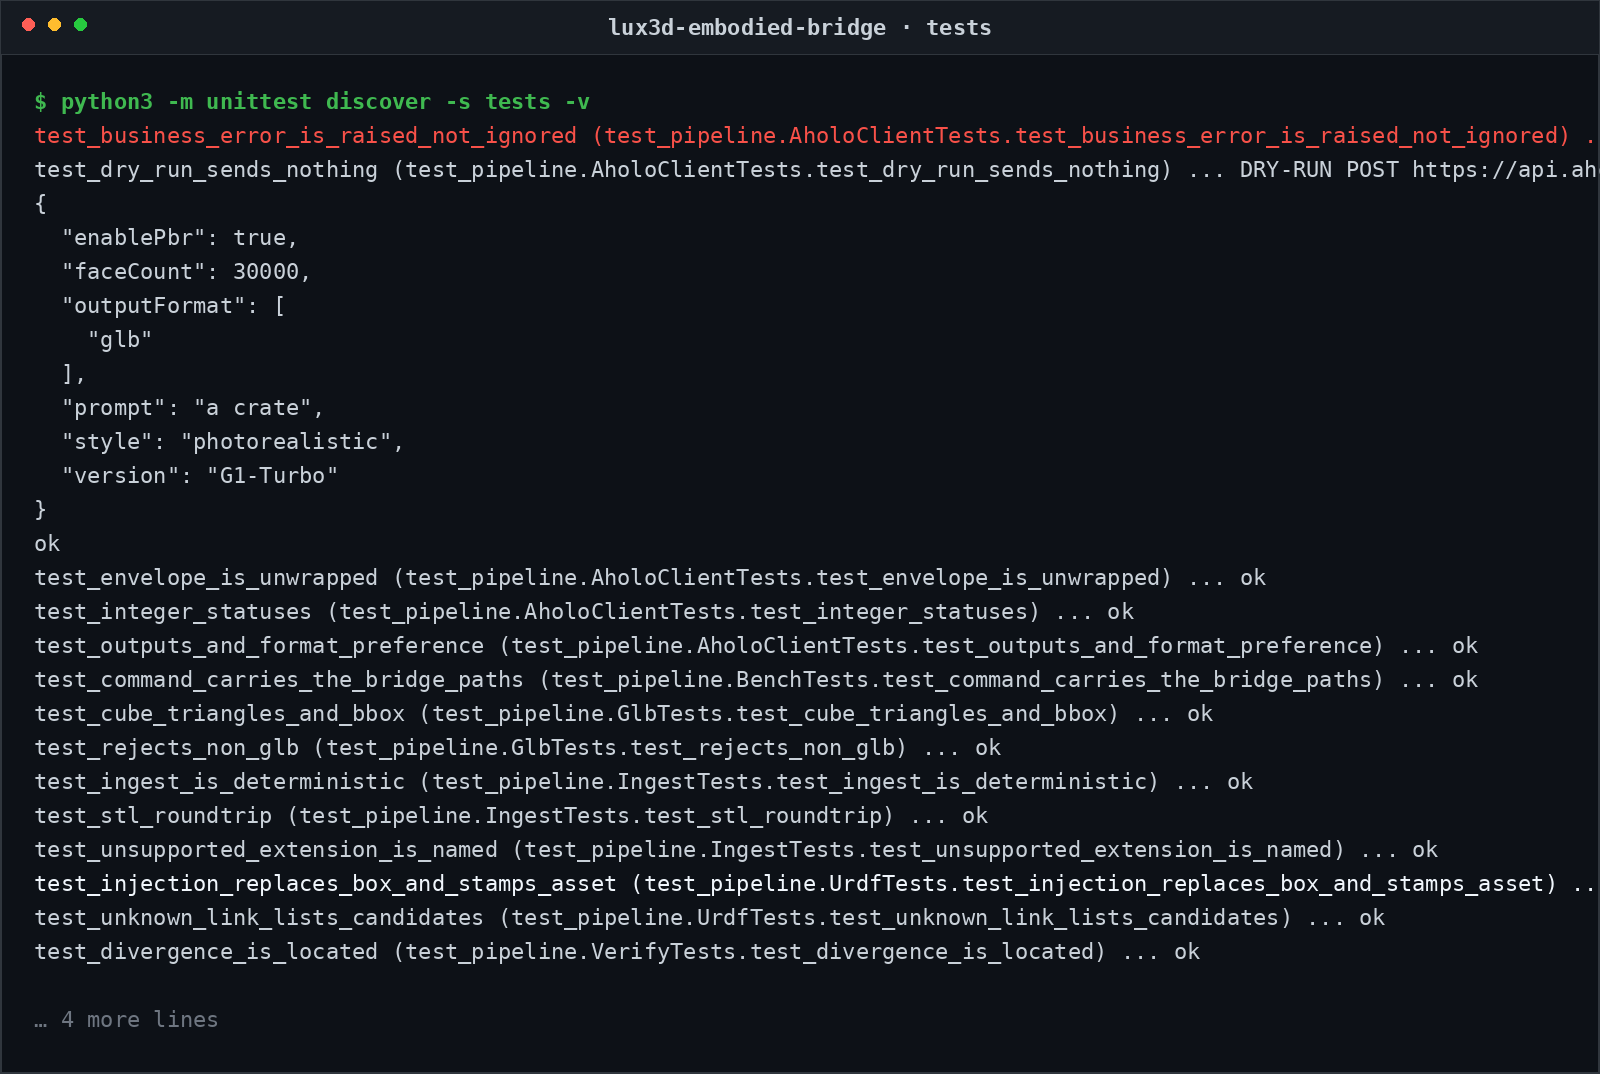 lux3d-embodied-bridge · tests
$ python3 -m unittest discover -s tests -v
test_business_error_is_raised_not_ignored (test_pipeline.AholoClientTests.test_business_error_is_raised_not_ignored) .
test_dry_run_sends_nothing (test_pipeline.AholoClientTests.test_dry_run_sends_nothing) ... DRY-RUN POST https://api.ah
{
  "enablePbr": true,
  "faceCount": 30000,
  "outputFormat": [
    "glb"
  ],
  "prompt": "a crate",
  "style": "photorealistic",
  "version": "G1-Turbo"
}
ok
test_envelope_is_unwrapped (test_pipeline.AholoClientTests.test_envelope_is_unwrapped) ... ok
test_integer_statuses (test_pipeline.AholoClientTests.test_integer_statuses) ... ok
test_outputs_and_format_preference (test_pipeline.AholoClientTests.test_outputs_and_format_preference) ... ok
test_command_carries_the_bridge_paths (test_pipeline.BenchTests.test_command_carries_the_bridge_paths) ... ok
test_cube_triangles_and_bbox (test_pipeline.GlbTests.test_cube_triangles_and_bbox) ... ok
test_rejects_non_glb (test_pipeline.GlbTests.test_rejects_non_glb) ... ok
test_ingest_is_deterministic (test_pipeline.IngestTests.test_ingest_is_deterministic) ... ok
test_stl_roundtrip (test_pipeline.IngestTests.test_stl_roundtrip) ... ok
test_unsupported_extension_is_named (test_pipeline.IngestTests.test_unsupported_extension_is_named) ... ok
test_injection_replaces_box_and_stamps_asset (test_pipeline.UrdfTests.test_injection_replaces_box_and_stamps_asset) ..
test_unknown_link_lists_candidates (test_pipeline.UrdfTests.test_unknown_link_lists_candidates) ... ok
test_divergence_is_located (test_pipeline.VerifyTests.test_divergence_is_located) ... ok
… 4 more lines